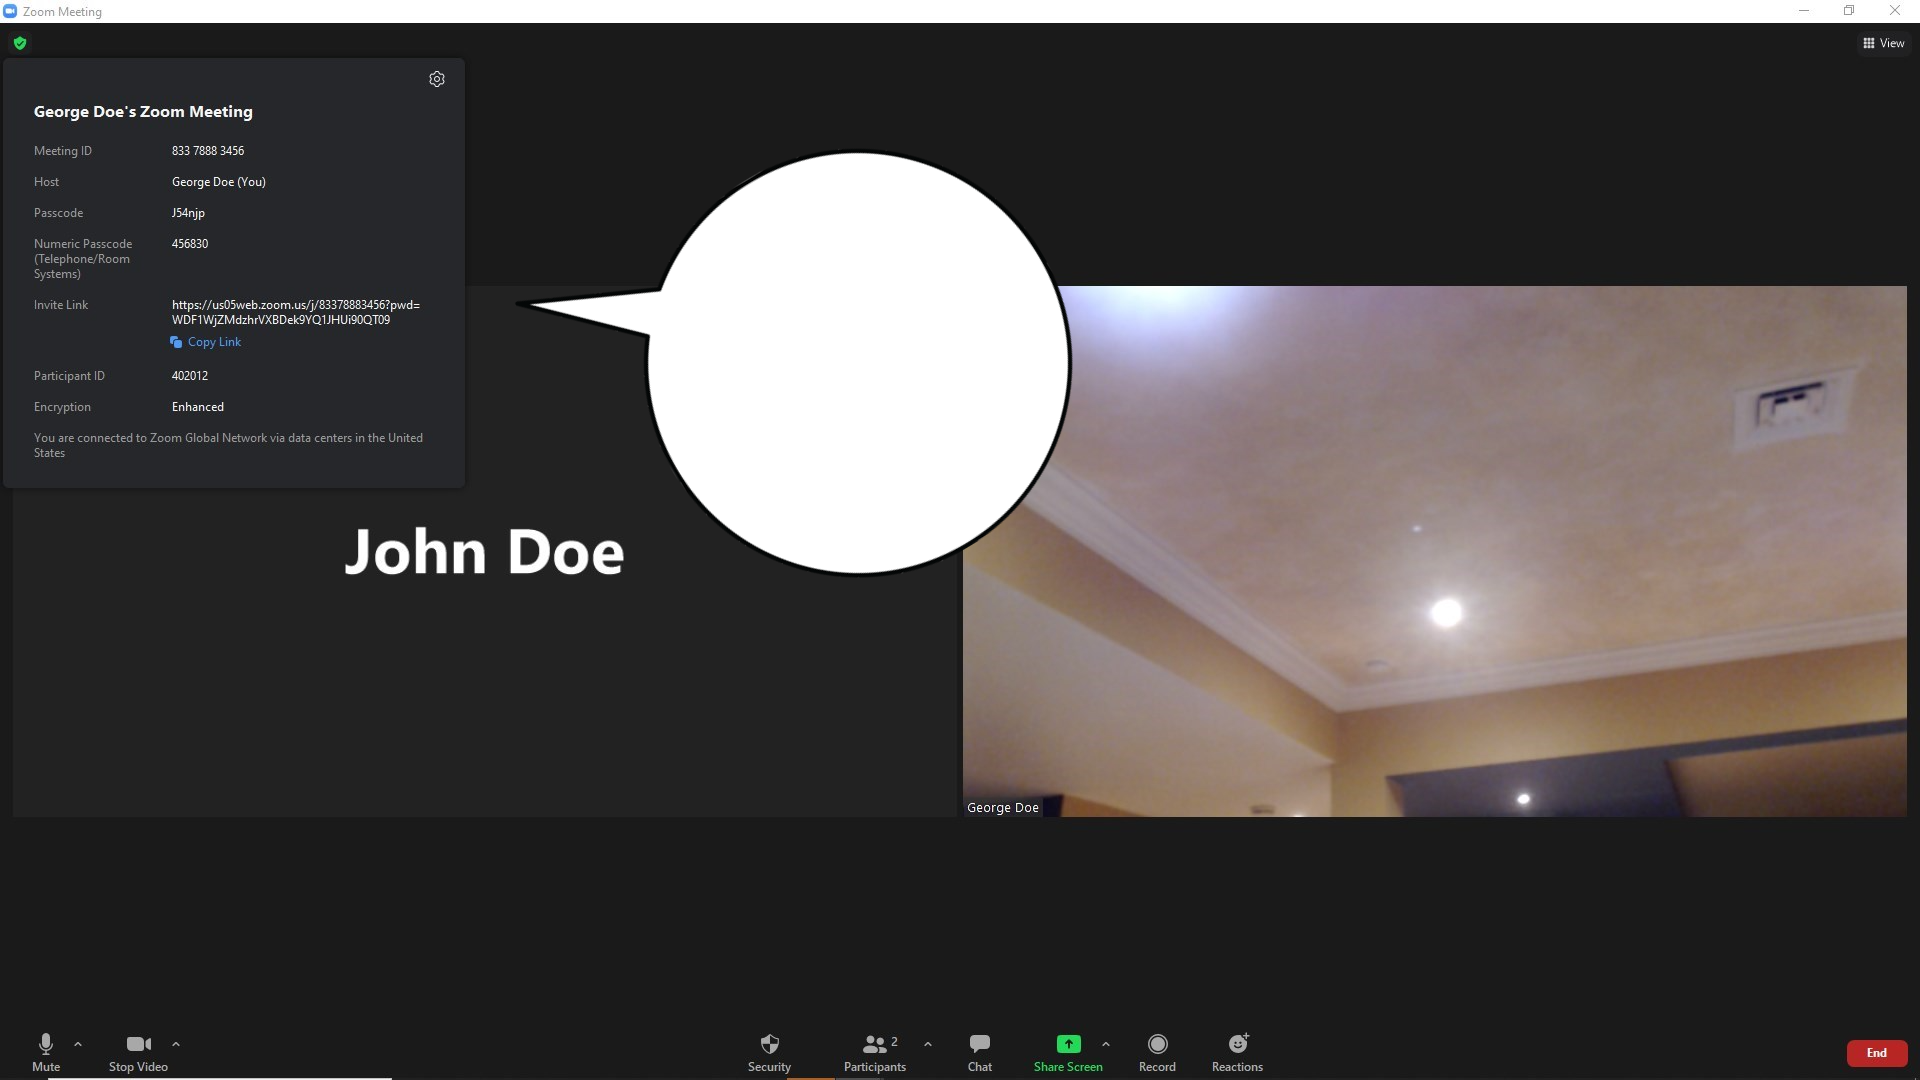 Zoom Meeting
View
George Doe's Zoom Meeting
Meeting ID 833 7888 3456
Host George Doe (You)
Passcode J54njp
Numeric Passcode 456830
(Telephone/Room
Systems)
Invite Link https://us05web.zoom.us/j/83378883456?pwd=
WDF1WjZMdzhrVXBDek9YQ1JHUi90QT09
Copy Link
Participant ID 402012
Encryption Enhanced
You are connected to Zoom Global Network via data centers in the United
States
John Doe
George Doe
Mute Stop Video Security Participants 2 Chat Share Screen Record Reactions End